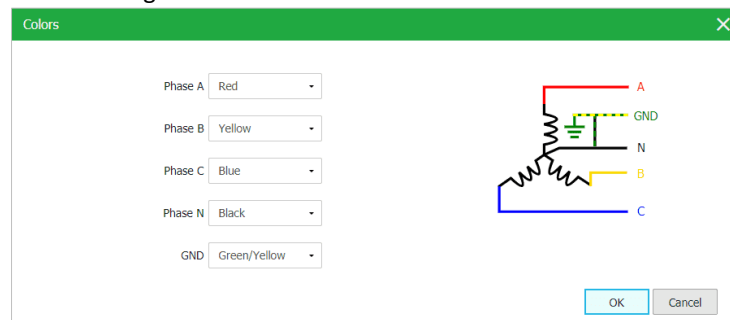 Colors
Phase A Red
Phase B Yellow
Phase C Blue
Phase N Black
GND Green/Yellow
A
GND
N
B
C
OK Cancel